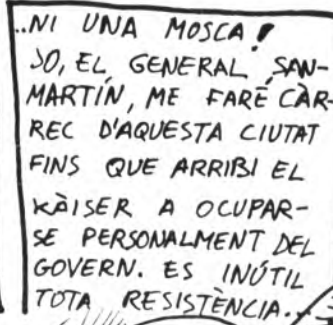 ..NI UNA MOSCA!
JO, EL GENERAL SAN-
MARTÍN, ME FARÉ CÀR-
REC D'AQUESTA CIUTAT
FINS QUE ARRIBI EL
KÀISER A OCUPAR-
SE PERSONALMENT DEL
GOVERN. ES INÚTIL
TOTA RESISTÈNCIA..